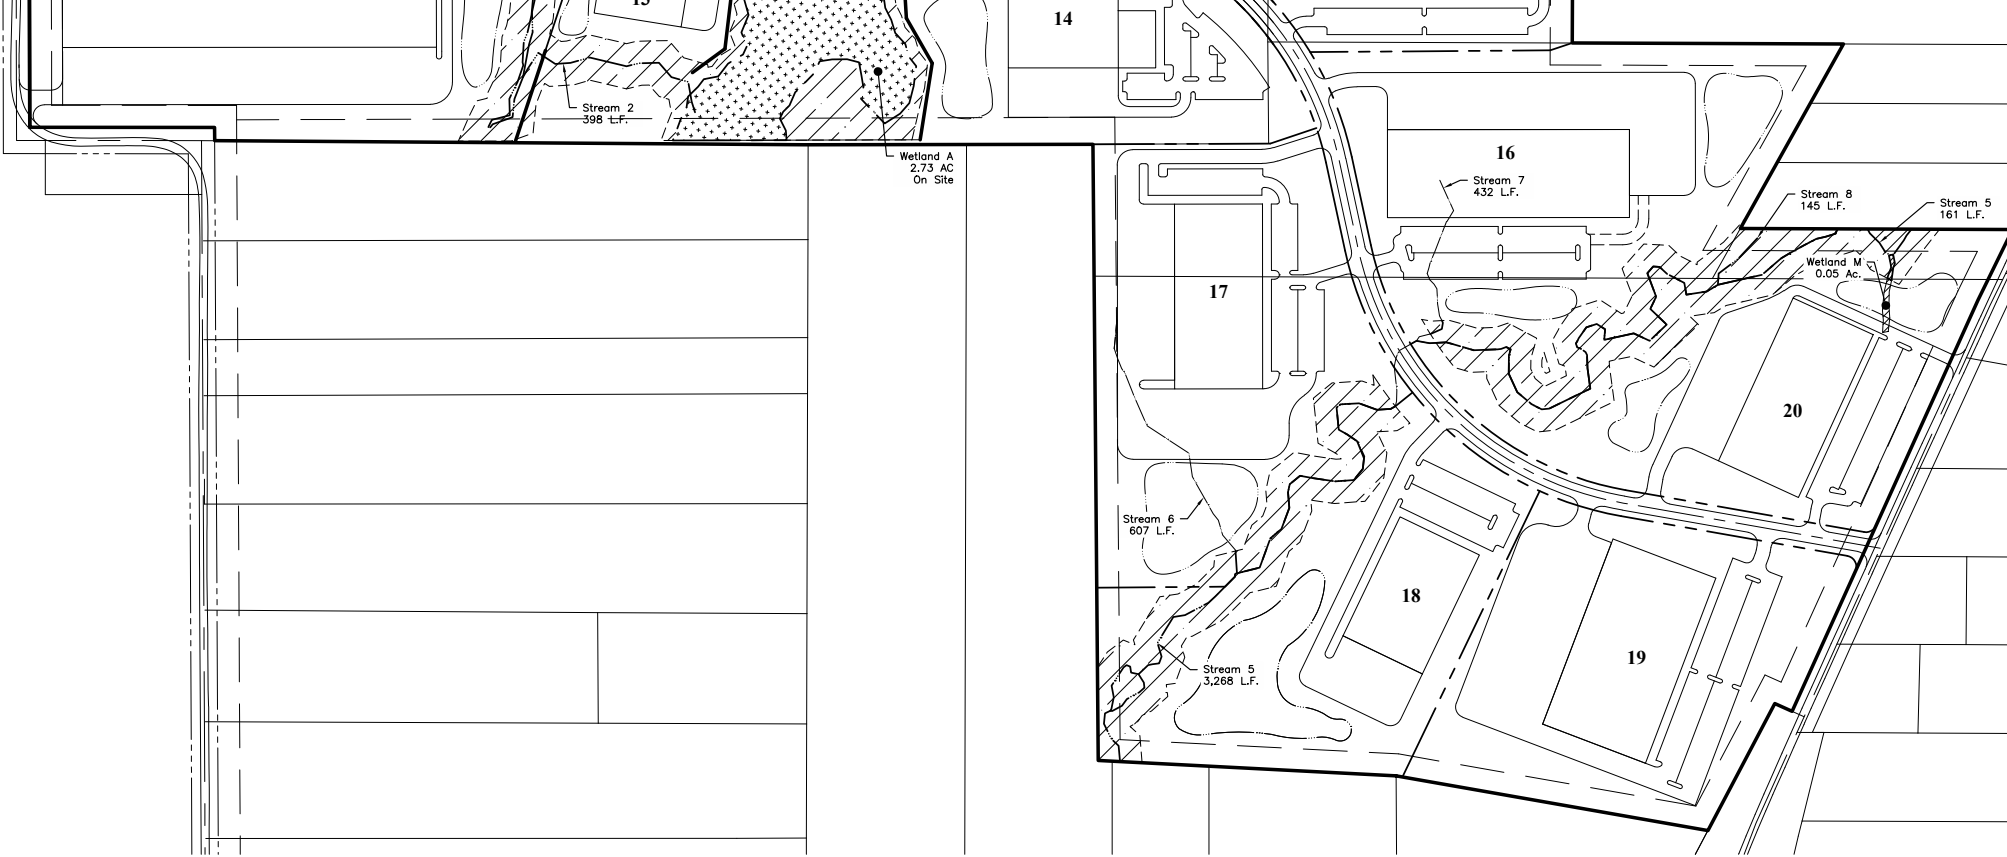 13
14
Stream 2
398 L.F.
Wetland A
2.73 AC
On Site
16
Stream 7
432 L.F.
Stream 8
145 L.F.
Stream 5
161 L.F.
Wetland M
0.05 Ac.
17
20
Stream 6
607 L.F.
18
19
Stream 5
3,268 L.F.